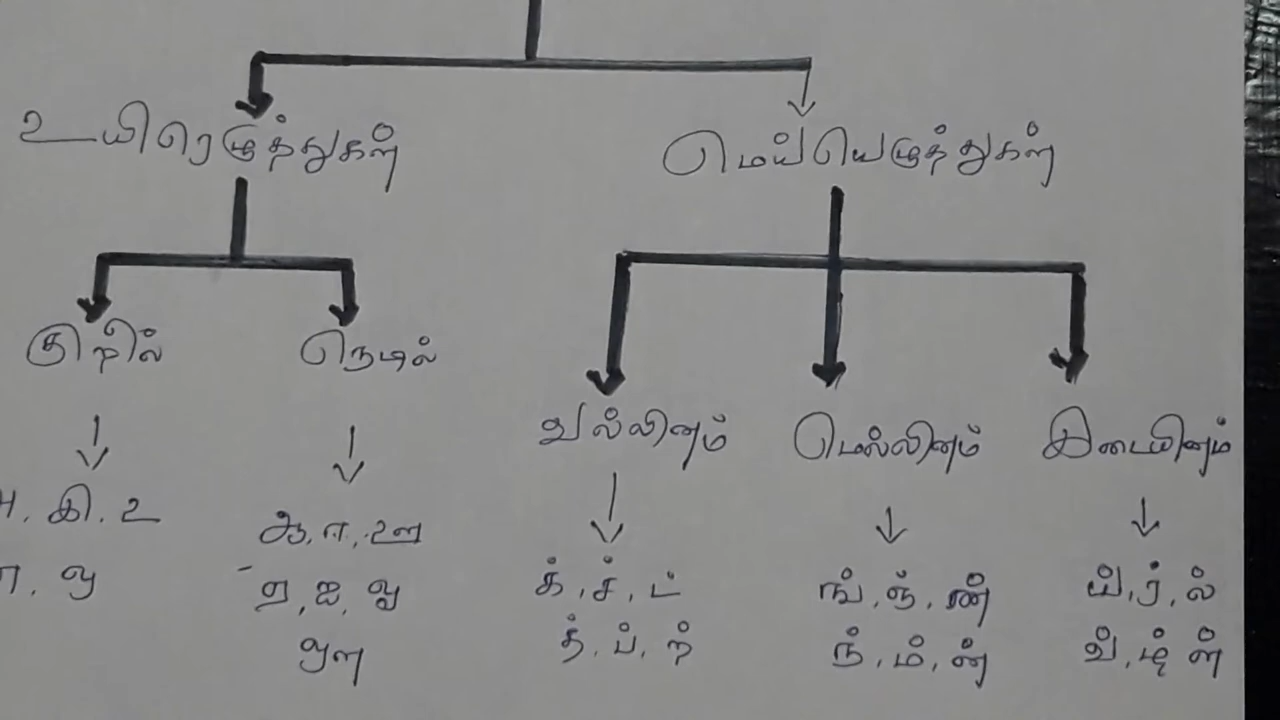 உயிரெழுத்துகள் மெய்யெழுத்துகள்
குறில் நெடில்
வல்லினம் மெல்லினம் இடையினம்
அ. இ. உ
எ. ஒ
ஆ. ஈ. ஊ
ஏ, ஐ, ஓ
ஔ
க், ச், ட்
த். ப். ற்
ங். ஞ். ண்
ந். ம். ன்
ய், ர், ல்
வ், ழ் ள்